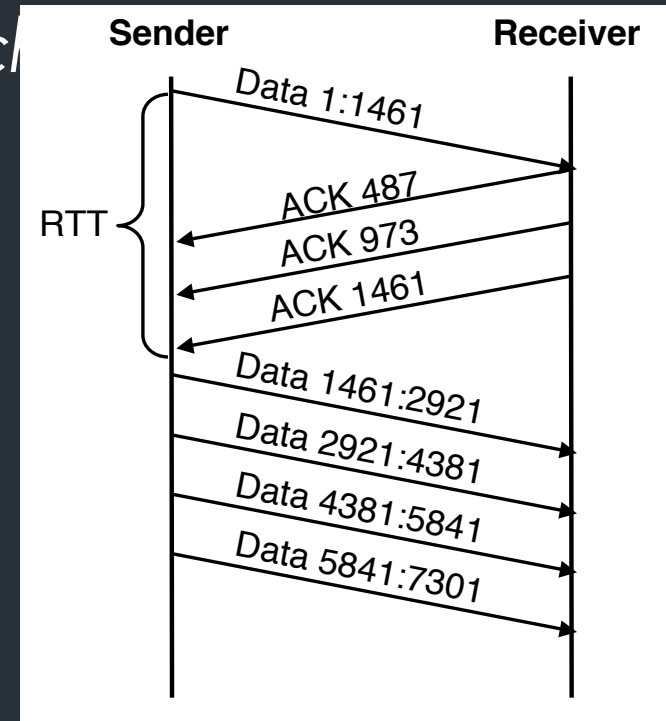 Sender Receiver
Data 1:1461
ACK 487
RTT
ACK 973
ACK 1461
Data 1461:2921
Data 2921:4381
Data 4381:5841
Data 5841:7301